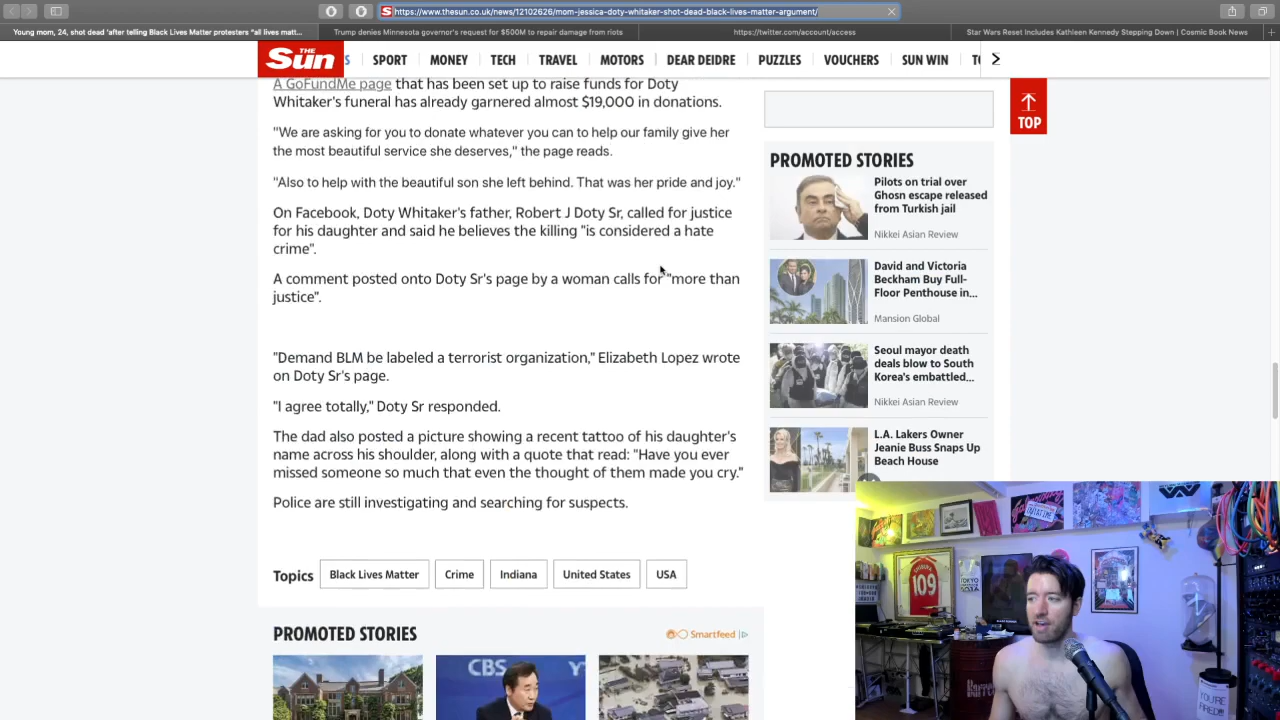 https://www.thesun.co.uk/news/12102626/mom-jessica-doty-whitaker-shot-dead-black-lives-matter-argument/
Young mom, 24, shot dead 'after telling Black Lives Matter protesters "all lives matt...
Trump denies Minnesota governor's request for $500M to repair damage from riots
https://twitter.com/account/access
Star Wars Reset Includes Kathleen Kennedy Stepping Down | Cosmic Book News
THE
Sun
S
SPORT
MONEY
TECH
TRAVEL
MOTORS
DEAR DEIDRE
PUZZLES
VOUCHERS
SUN WIN
TO
TOP
A GoFundMe page that has been set up to raise funds for Doty
Whitaker's funeral has already garnered almost $19,000 in donations.
"We are asking for you to donate whatever you can to help our family give her
the most beautiful service she deserves," the page reads.
"Also to help with the beautiful son she left behind. That was her pride and joy."
On Facebook, Doty Whitaker's father, Robert J Doty Sr, called for justice
for his daughter and said he believes the killing "is considered a hate
crime".
A comment posted onto Doty Sr's page by a woman calls for "more than
justice".
"Demand BLM be labeled a terrorist organization," Elizabeth Lopez wrote
on Doty Sr's page.
"I agree totally," Doty Sr responded.
The dad also posted a picture showing a recent tattoo of his daughter's
name across his shoulder, along with a quote that read: "Have you ever
missed someone so much that even the thought of them made you cry."
Police are still investigating and searching for suspects.
Topics
Black Lives Matter
Crime
Indiana
United States
USA
PROMOTED STORIES
Smartfeed
CBS
PROMOTED STORIES
Pilots on trial over
Ghosn escape released
from Turkish jail
Nikkei Asian Review
David and Victoria
Beckham Buy Full-
Floor Penthouse in...
Mansion Global
Seoul mayor death
deals blow to South
Korea's embattled...
Nikkei Asian Review
L.A. Lakers Owner
Jeanie Buss Snaps Up
Beach House
109
YOU'RE
FIRED!